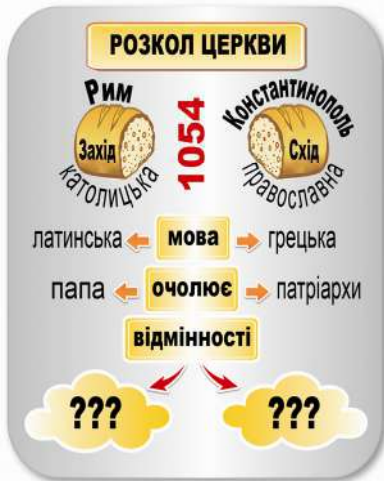 РОЗКОЛ ЦЕРКВИ
Рим
Захід
КАТОЛИЦЬКА
1054
Константинополь
Схід
православна
латинська мова грецька
папа очолює патріархи
відмінності
??? ???